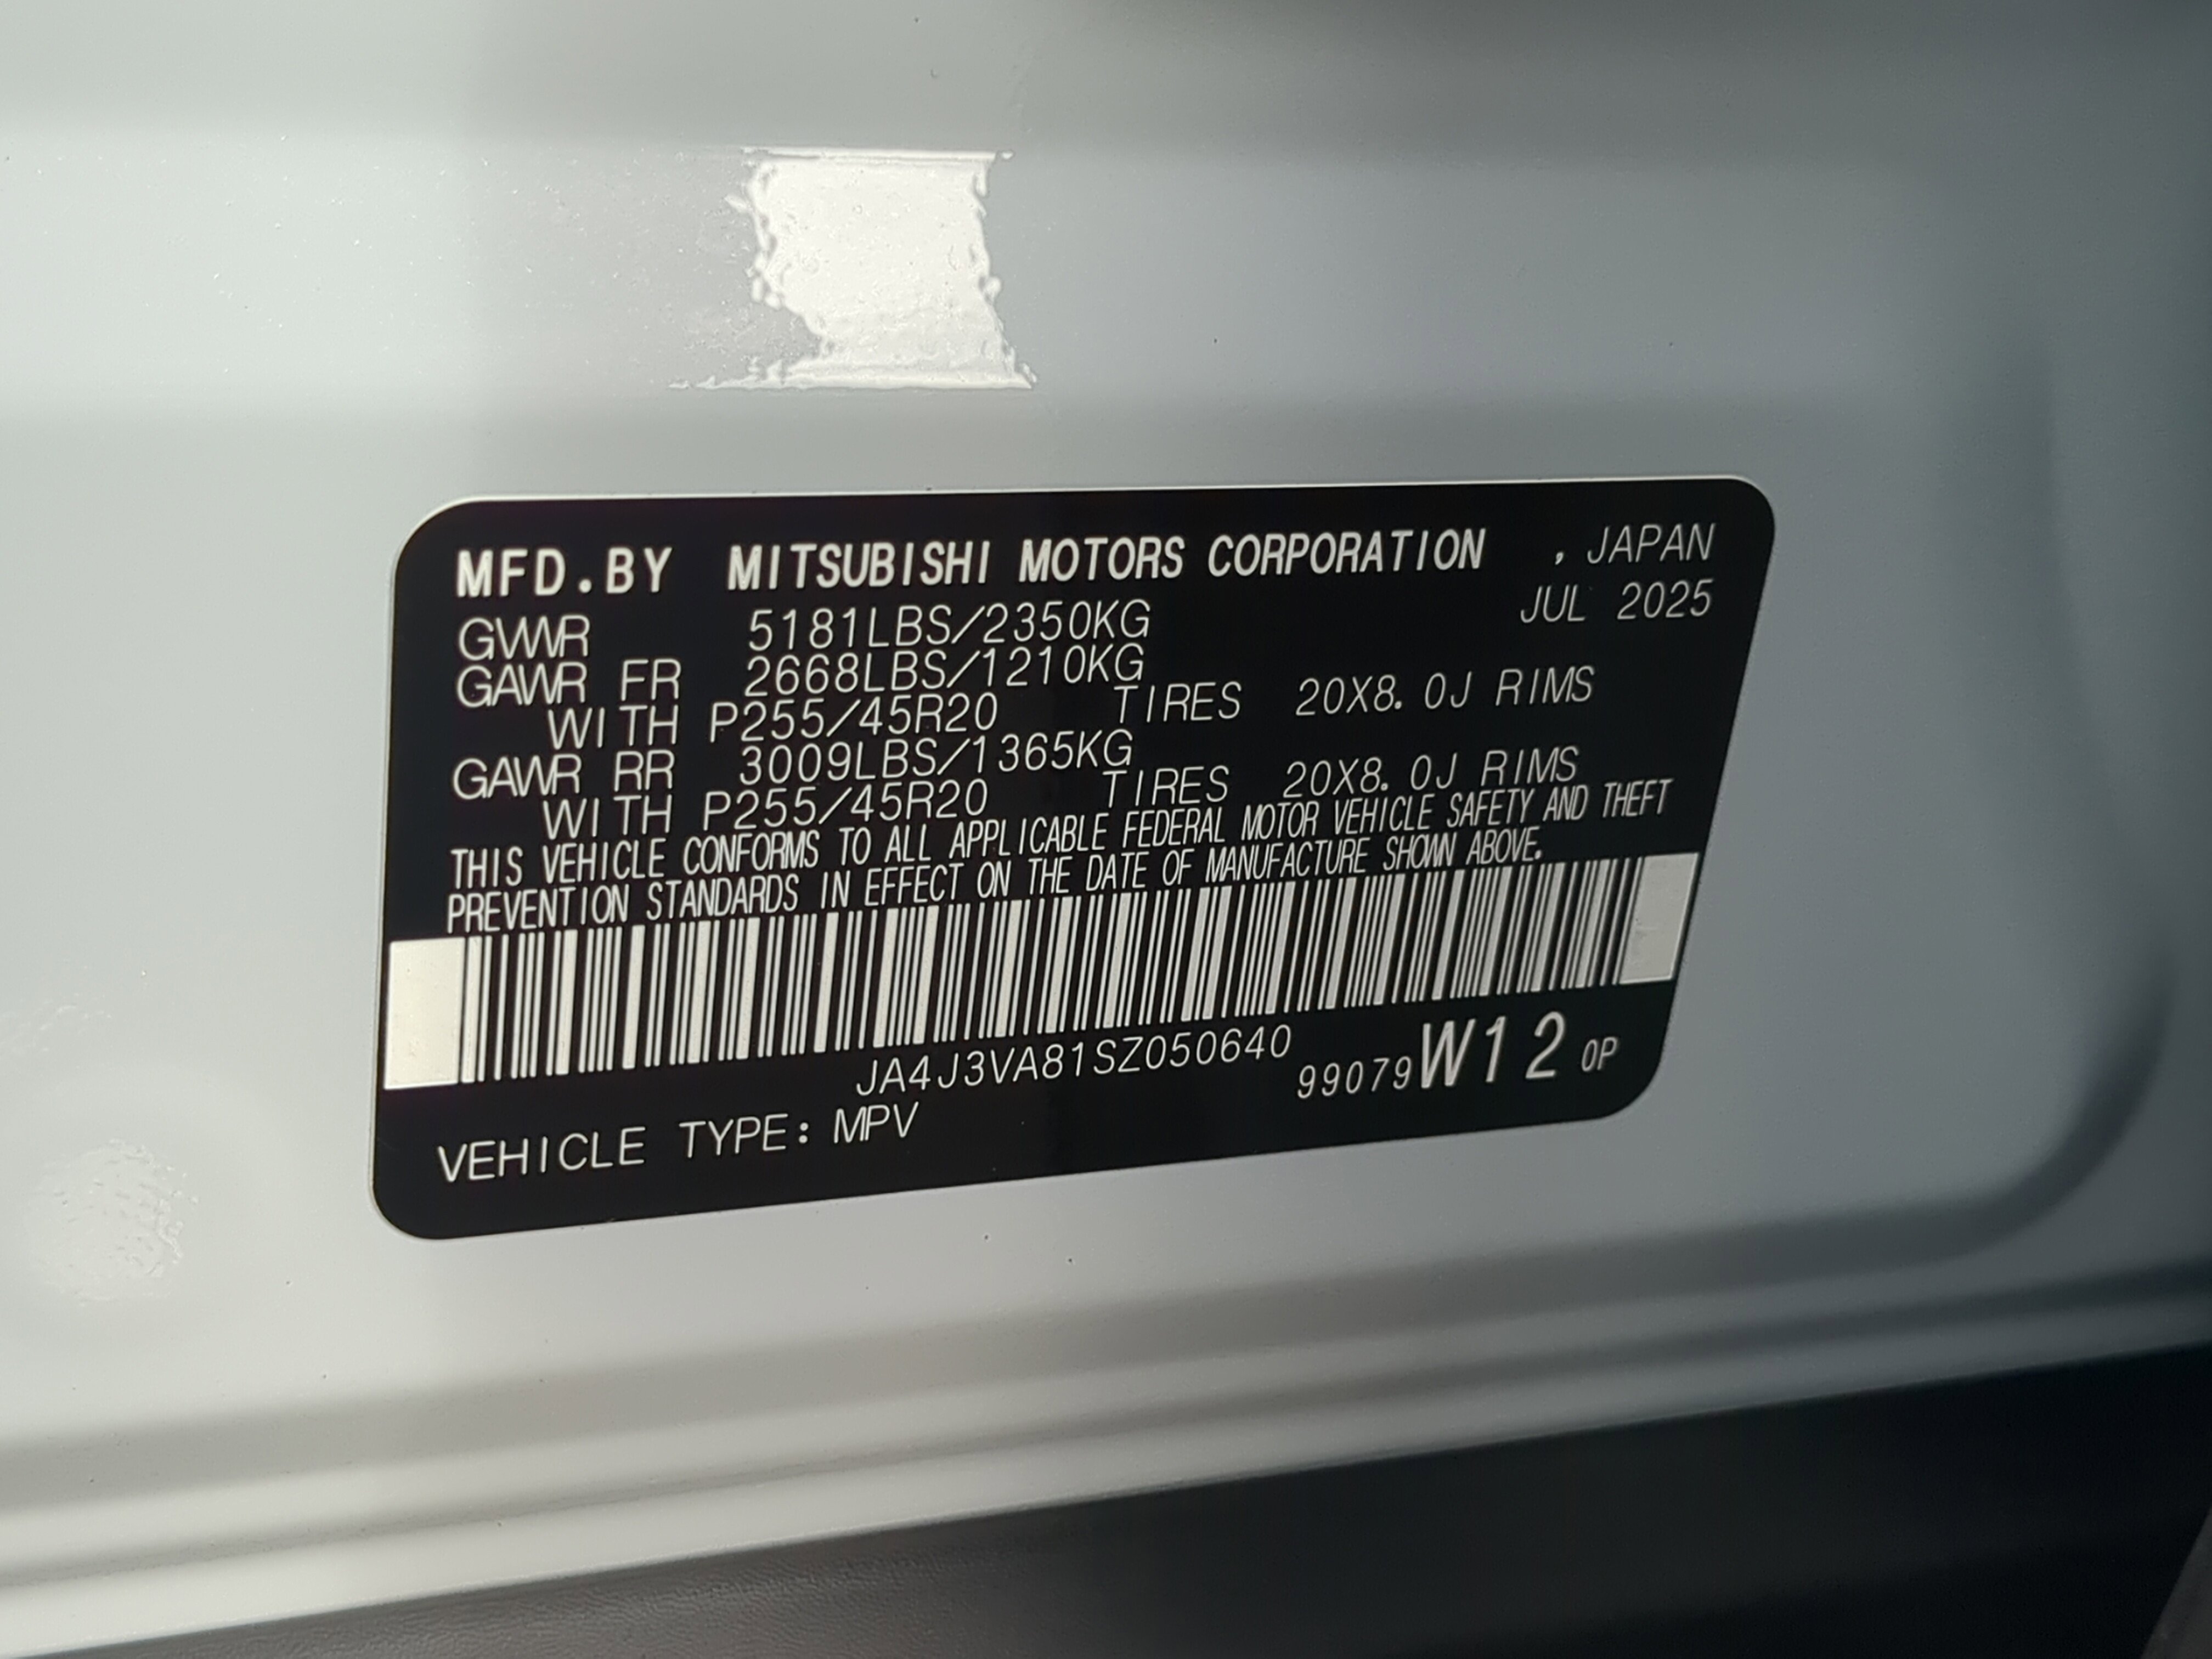 MFD.BY MITSUBISHI MOTORS CORPORATION , JAPAN
JUL 2025
GVWR 5181LBS/2350KG
GAWR FR 2668LBS/1210KG
WITH P255/45R20 TIRES 20X8.0J RIMS
GAWR RR 3009LBS/1365KG
WITH P255/45R20 TIRES 20X8.0J RIMS
THIS VEHICLE CONFORMS TO ALL APPLICABLE FEDERAL MOTOR VEHICLE SAFETY AND THEFT
PREVENTION STANDARDS IN EFFECT ON THE DATE OF MANUFACTURE SHOWN ABOVE.
JA4J3VA81SZ050640
99079W12 0P
VEHICLE TYPE: MPV